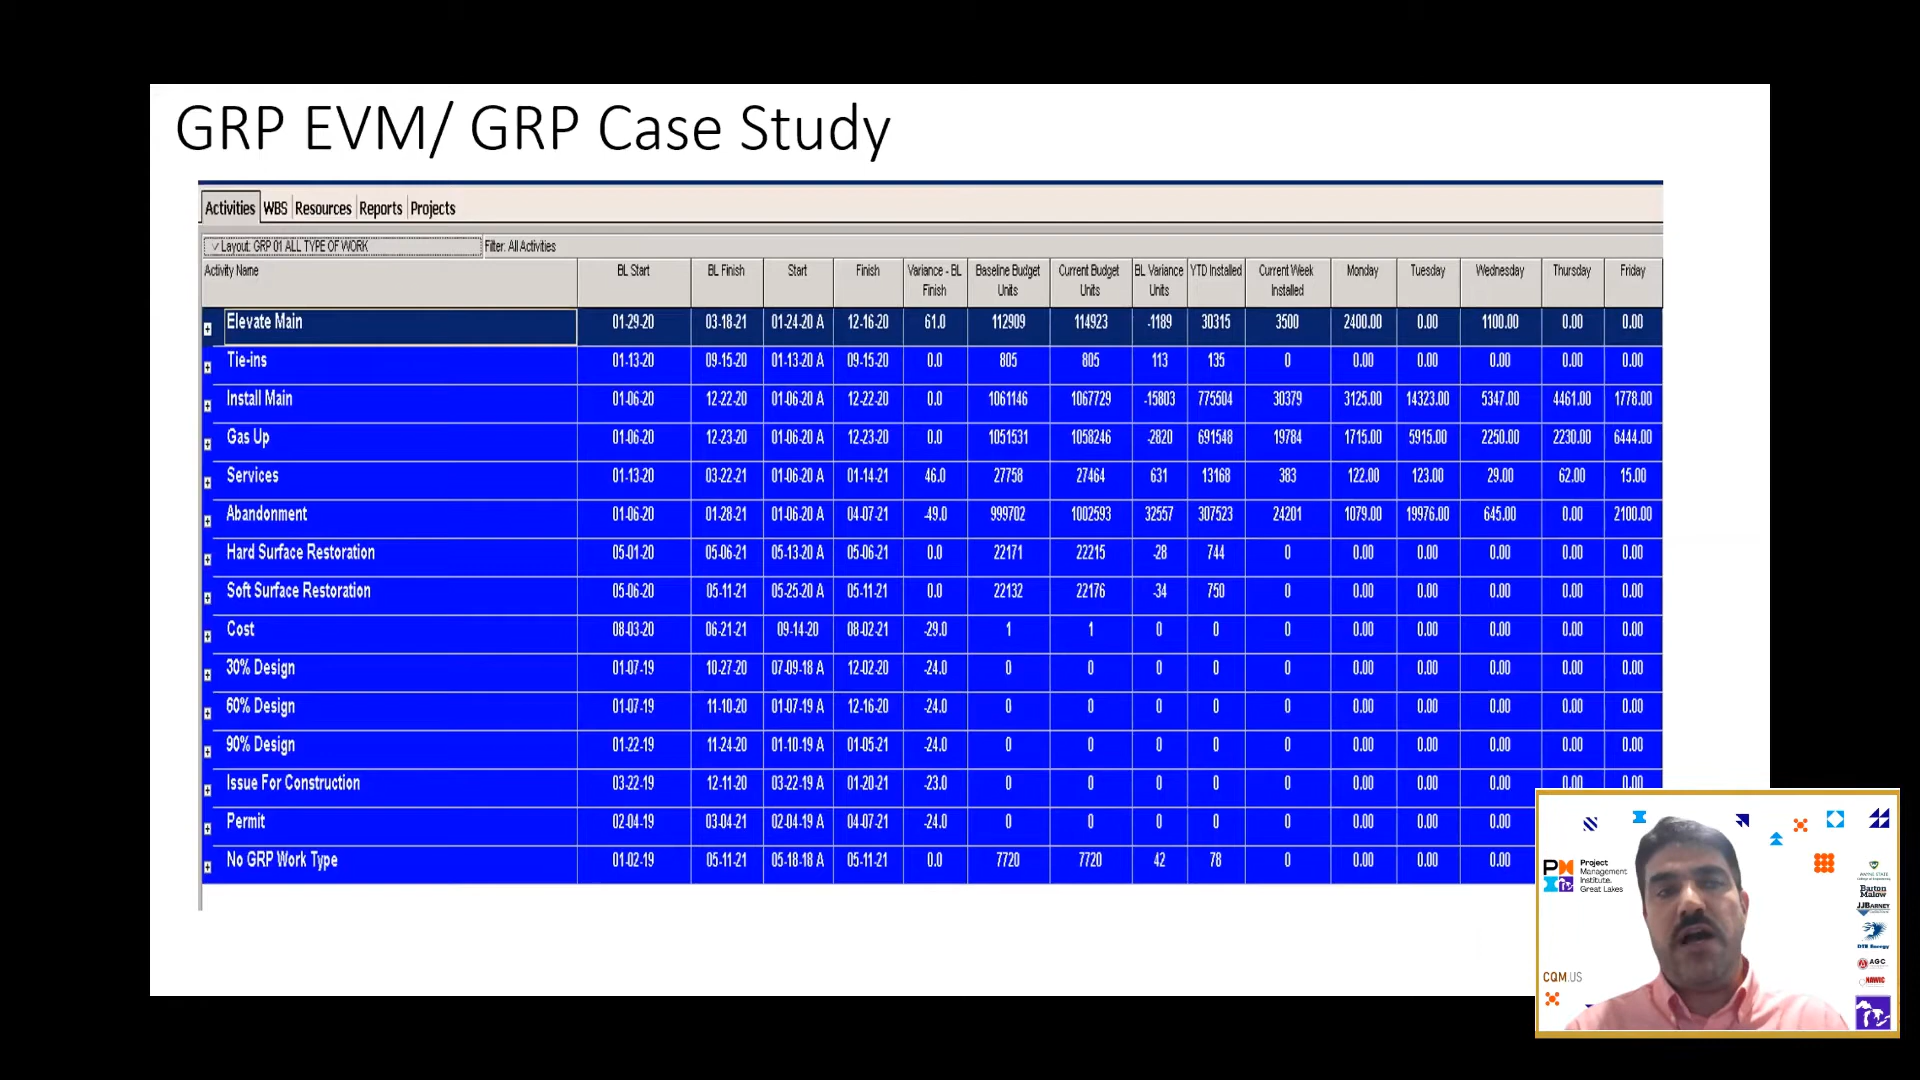 GRP EVM/ GRP Case Study
Activities WBS Resources Reports Projects
Layout: GRP 01 ALL TYPE OF WORK Filter: All Activities
Activity Name BL Start BL Finish Start Finish Variance - BL Finish Baseline Budget Units Current Budget Units BL Variance Units YTD Installed Current Week Installed Monday Tuesday Wednesday Thursday Friday
Elevate Main 01-29-20 03-18-21 01-24-20 A 12-16-20 61.0 112909 114923 -1189 30315 3500 2400.00 0.00 1100.00 0.00 0.00
Tie-ins 01-13-20 09-15-20 01-13-20 A 09-15-20 0.0 805 805 113 135 0 0.00 0.00 0.00 0.00 0.00
Install Main 01-06-20 12-22-20 01-06-20 A 12-22-20 0.0 1061146 1067729 -15803 775504 30379 3125.00 14323.00 5347.00 4461.00 1778.00
Gas Up 01-06-20 12-23-20 01-06-20 A 12-23-20 0.0 1051531 1058246 -2820 691548 19784 1715.00 5915.00 2250.00 2230.00 6444.00
Services 01-13-20 03-22-21 01-06-20 A 01-14-21 46.0 27758 27464 631 13168 383 122.00 123.00 29.00 62.00 15.00
Abandonment 01-06-20 01-28-21 01-06-20 A 04-07-21 -49.0 999702 1002593 32557 307523 24201 1079.00 19976.00 645.00 0.00 2100.00
Hard Surface Restoration 05-01-20 05-06-21 05-13-20 A 05-06-21 0.0 22171 22215 -28 744 0 0.00 0.00 0.00 0.00 0.00
Soft Surface Restoration 05-06-20 05-11-21 05-25-20 A 05-11-21 0.0 22132 22176 -34 750 0 0.00 0.00 0.00 0.00 0.00
Cost 08-03-20 06-21-21 09-14-20 08-02-21 -29.0 1 1 0 0 0 0.00 0.00 0.00 0.00 0.00
30% Design 01-07-19 10-27-20 07-09-18 A 12-02-20 -24.0 0 0 0 0 0 0.00 0.00 0.00 0.00 0.00
60% Design 01-07-19 11-10-20 01-07-19 A 12-16-20 -24.0 0 0 0 0 0 0.00 0.00 0.00 0.00 0.00
90% Design 01-22-19 11-24-20 01-10-19 A 01-05-21 -24.0 0 0 0 0 0 0.00 0.00 0.00 0.00 0.00
Issue For Construction 03-22-19 12-11-20 03-22-19 A 01-20-21 -23.0 0 0 0 0 0 0.00 0.00 0.00 0.00 0.00
Permit 02-04-19 03-04-21 02-04-19 A 04-07-21 -24.0 0 0 0 0 0 0.00 0.00 0.00
No GRP Work Type 01-02-19 05-11-21 05-18-18 A 05-11-21 0.0 7720 7720 42 78 0 0.00 0.00 0.00
Project
Management
Institute.
Great Lakes
WAYNE STATE
Barton
Malow
JJBARNEY
DTE Energy
AGC
NAWIC
CQM.US